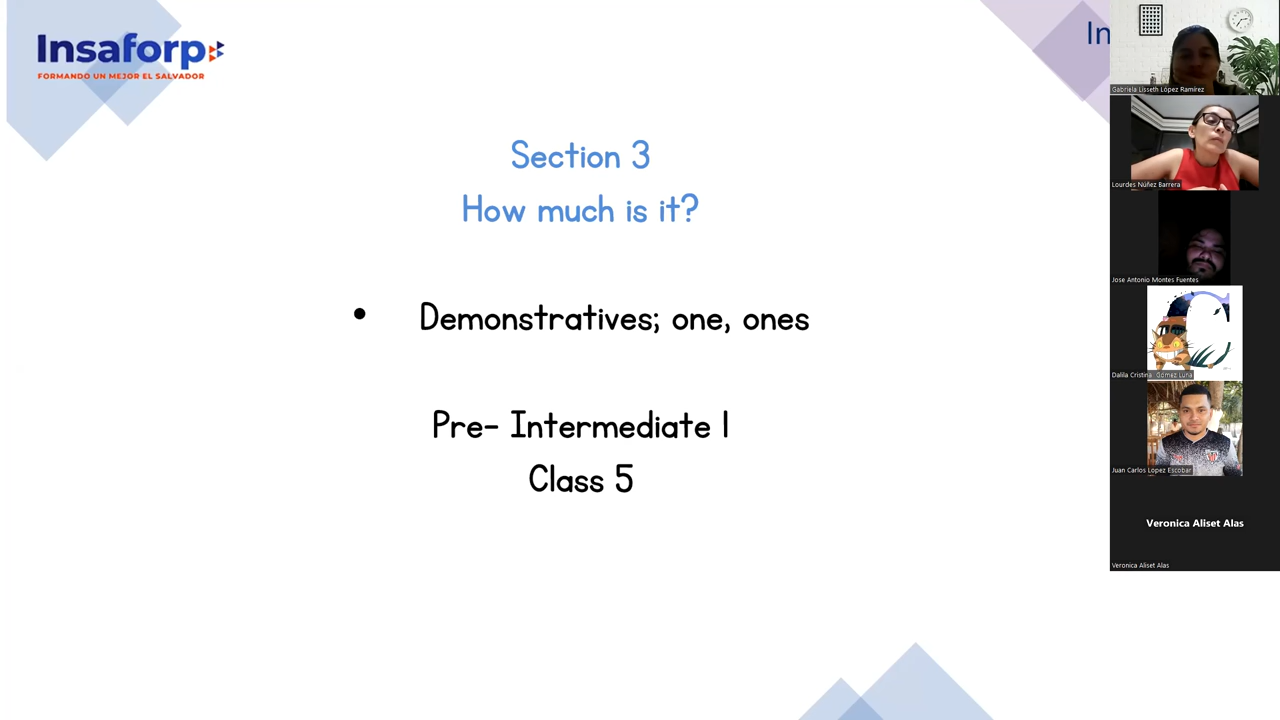 Insaforp
FORMANDO UN MEJOR EL SALVADOR
In
Section 3
How much is it?
• Demonstratives; one, ones
Pre- Intermediate 1
Class 5
Gabriela Lisseth López Ramírez
Lourdes Núñez Barrera
Jose Antonio Montes Fuentes
Dalila Cristina Gómez Luna
Juan Carlos Lopez Escobar
Veronica Aliset Alas
Veronica Aliset Alas